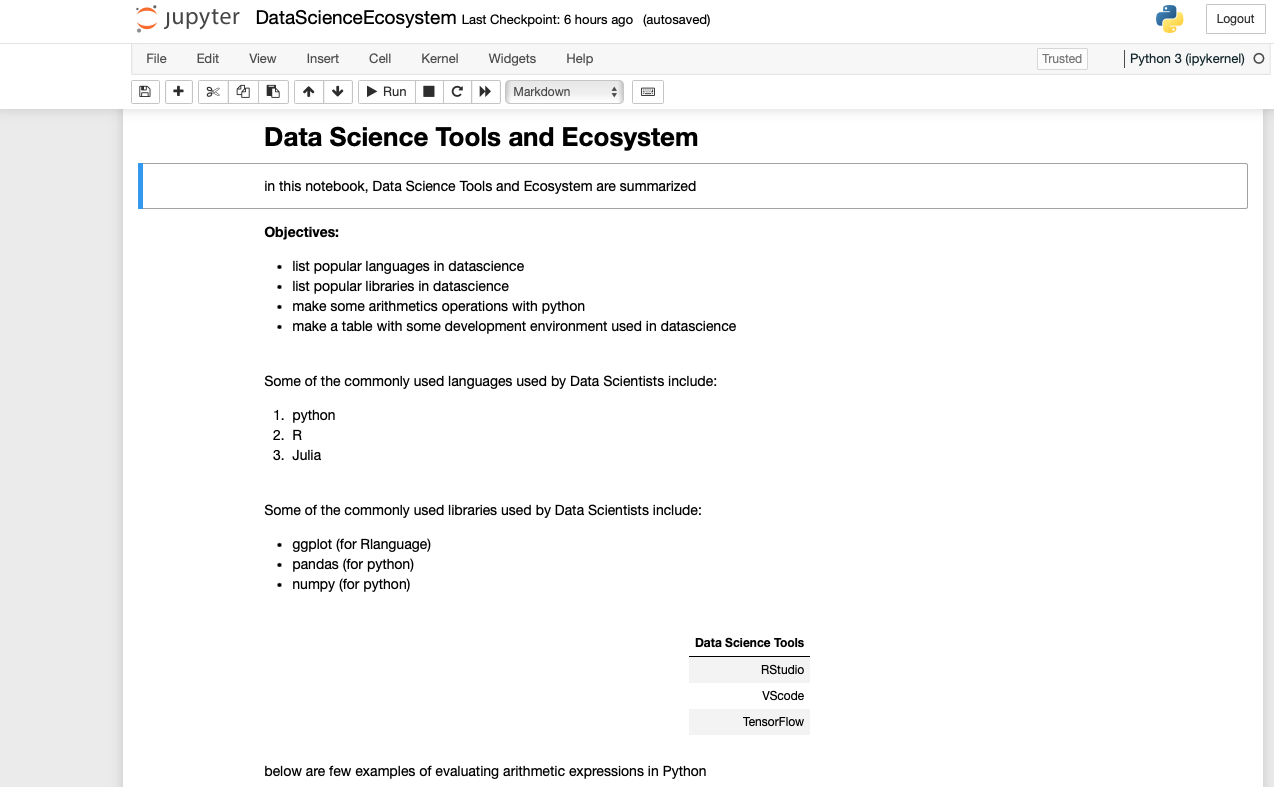 jupyter DataScienceEcosystem Last Checkpoint: 6 hours ago (autosaved) Logout
File Edit View Insert Cell Kernel Widgets Help Trusted Python 3 (ipykernel)
Run Markdown
Data Science Tools and Ecosystem
in this notebook, Data Science Tools and Ecosystem are summarized
Objectives:
• list popular languages in datascience
• list popular libraries in datascience
• make some arithmetics operations with python
• make a table with some development environment used in datascience
Some of the commonly used languages used by Data Scientists include:
1. python
2. R
3. Julia
Some of the commonly used libraries used by Data Scientists include:
• ggplot (for Rlanguage)
• pandas (for python)
• numpy (for python)
Data Science Tools
RStudio
VScode
TensorFlow
below are few examples of evaluating arithmetic expressions in Python